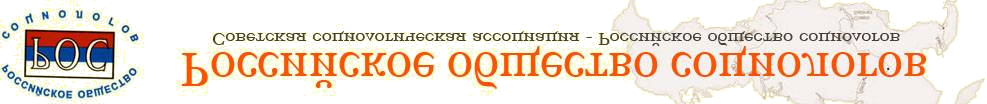 СОЦИОЛОГОВ
РОС
РОССИЙСКОЕ ОБЩЕСТВО
Советская социологическая ассоциация - Российское общество социологов
Российское общество социологов